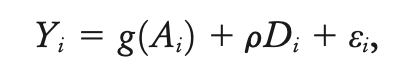 Yᵢ = g(Aᵢ) + ρDᵢ + εᵢ,